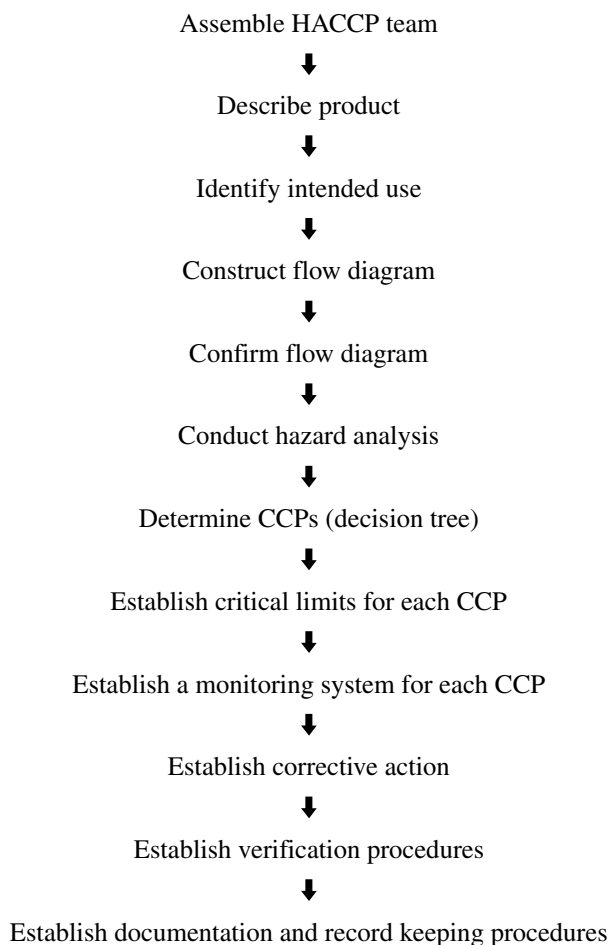 Assemble HACCP team
Describe product
Identify intended use
Construct flow diagram
Confirm flow diagram
Conduct hazard analysis
Determine CCPs (decision tree)
Establish critical limits for each CCP
Establish a monitoring system for each CCP
Establish corrective action
Establish verification procedures
Establish documentation and record keeping procedures